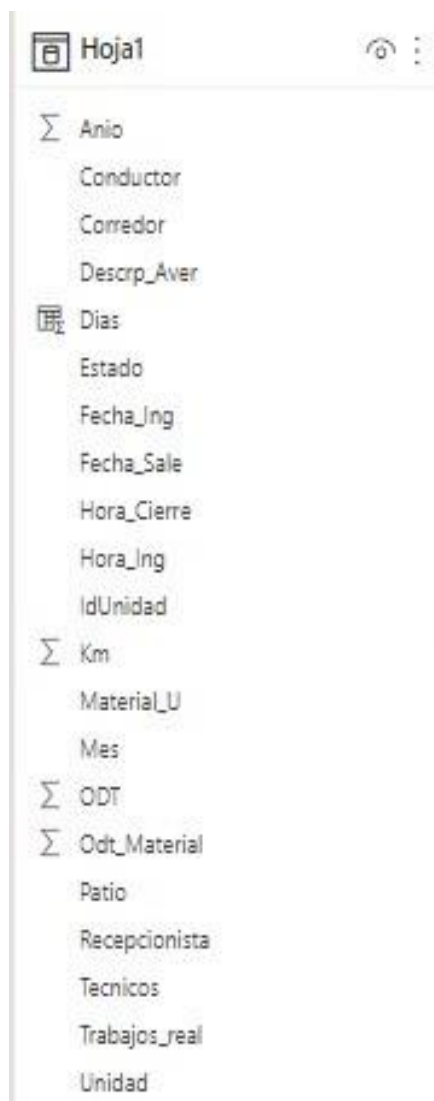 Hoja1
Anio
Conductor
Corredor
Descrp_Aver
Dias
Estado
Fecha_Ing
Fecha_Sale
Hora_Cierre
Hora_Ing
IdUnidad
Km
Material_U
Mes
ODT
Odt_Material
Patio
Recepcionista
Tecnicos
Trabajos_real
Unidad